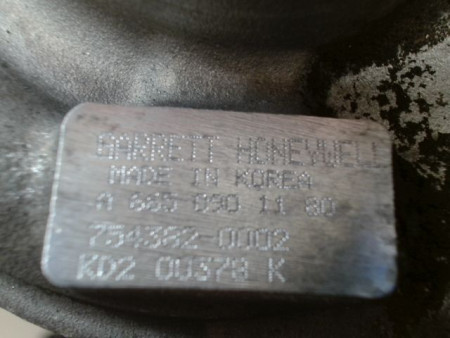 GARRETT HONEYWELL
MADE IN KOREA
A 665 090 11 80
754382-0002
KD2 00378 K